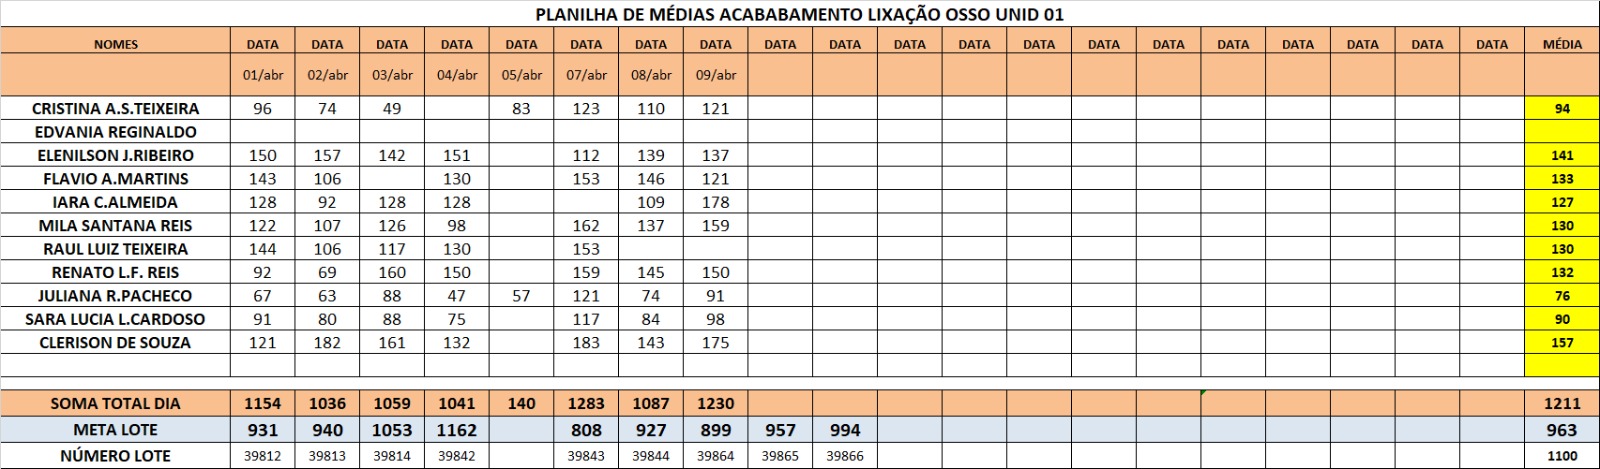 PLANILHA DE MÉDIAS ACABABAMENTO LIXAÇÃO OSSO UNID 01
NOMES DATA DATA DATA DATA DATA DATA DATA DATA DATA DATA DATA DATA DATA DATA DATA DATA DATA DATA DATA DATA MÉDIA
01/abr 02/abr 03/abr 04/abr 05/abr 07/abr 08/abr 09/abr
CRISTINA A.S.TEIXEIRA 96 74 49 83 123 110 121 94
EDVANIA REGINALDO
ELENILSON J.RIBEIRO 150 157 142 151 112 139 137 141
FLAVIO A.MARTINS 143 106 130 153 146 121 133
IARA C.ALMEIDA 128 92 128 128 109 178 127
MILA SANTANA REIS 122 107 126 98 162 137 159 130
RAUL LUIZ TEIXEIRA 144 106 117 130 153 130
RENATO L.F. REIS 92 69 160 150 159 145 150 132
JULIANA R.PACHECO 67 63 88 47 57 121 74 91 76
SARA LUCIA L.CARDOSO 91 80 88 75 117 84 98 90
CLERISON DE SOUZA 121 182 161 132 183 143 175 157
SOMA TOTAL DIA 1154 1036 1059 1041 140 1283 1087 1230 1211
META LOTE 931 940 1053 1162 808 927 899 957 994 963
NÚMERO LOTE 39812 39813 39814 39842 39843 39844 39864 39865 39866 1100